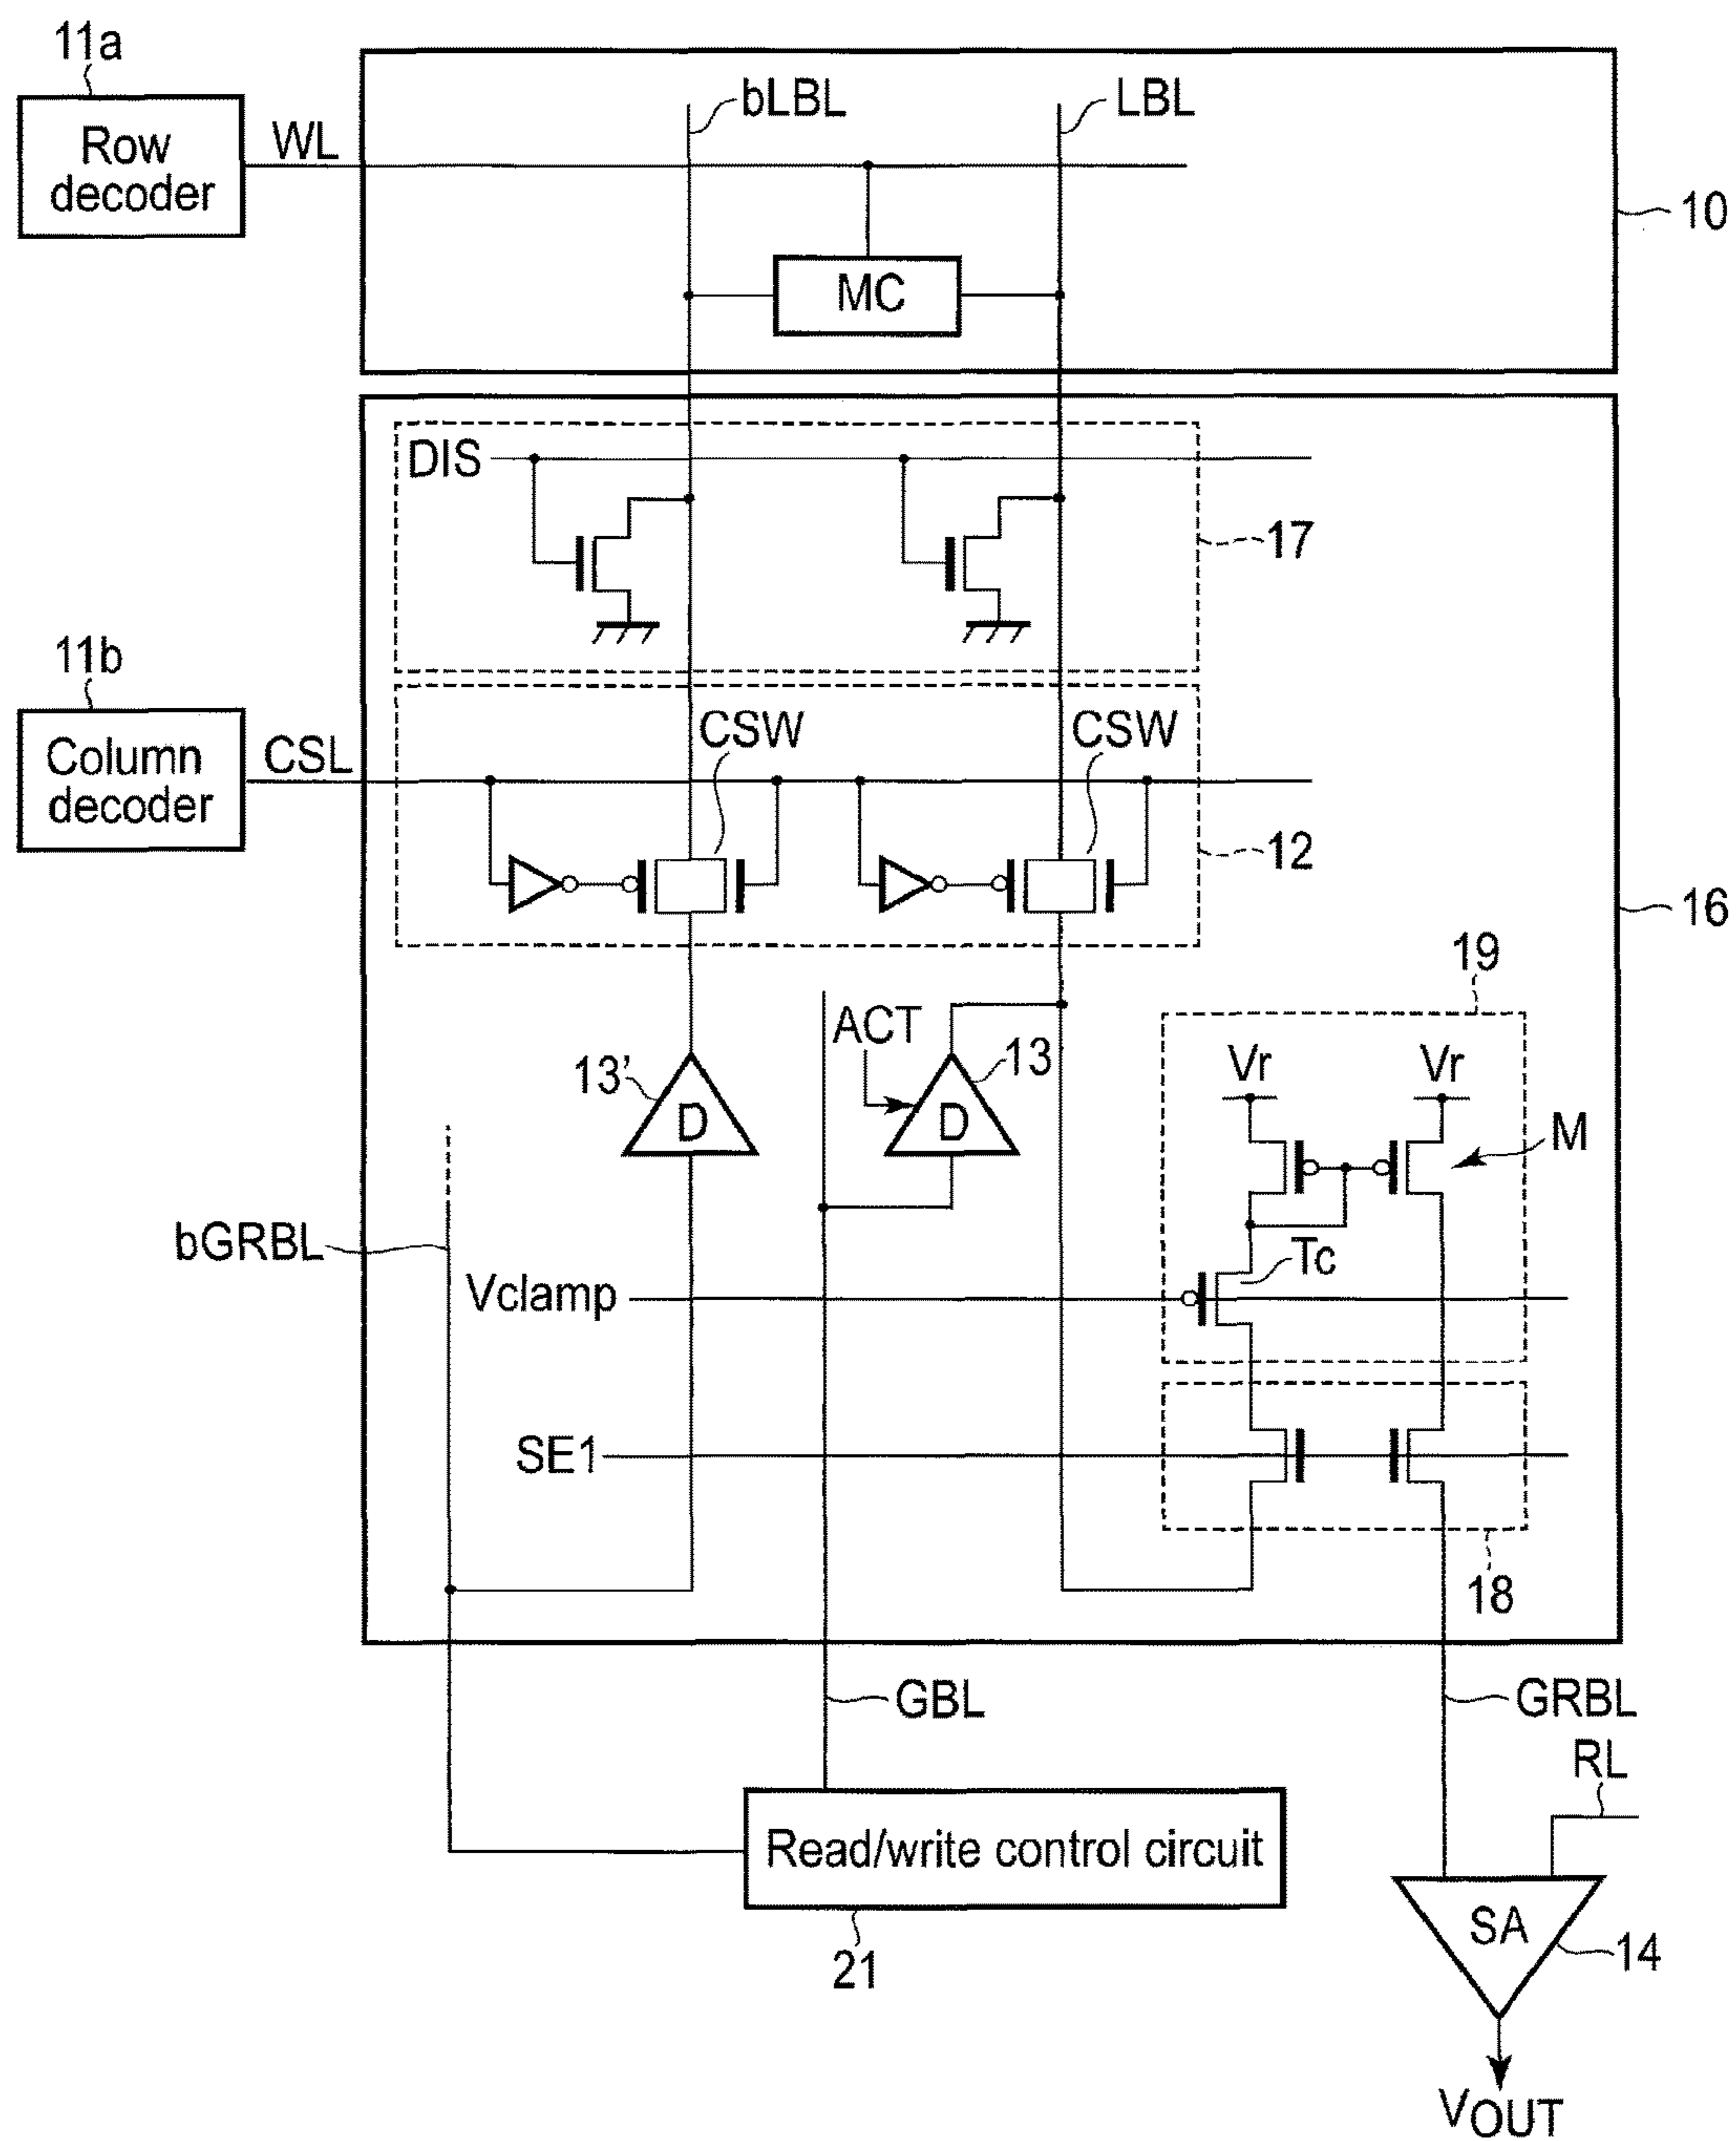 11a
Row
decoder
WL
bLBL
LBL
10
MC
DIS
17
11b
Column
decoder
CSL
CSW
CSW
12
16
19
ACT
13'
D
13
D
Vr
Vr
M
bGRBL
Tc
Vclamp
SE1
18
GBL
GRBL
RL
Read/write control circuit
21
SA
14
VOUT